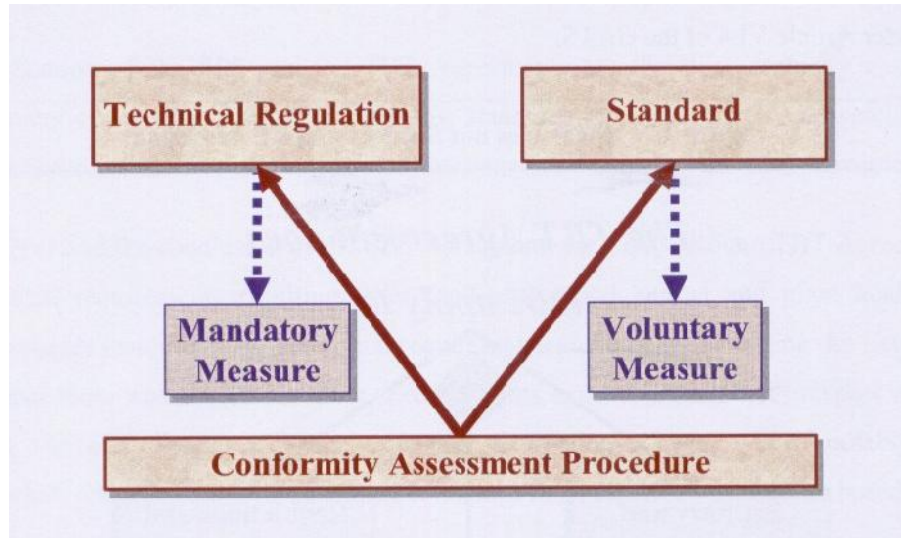 Technical Regulation
Standard
Mandatory
Measure
Voluntary
Measure
Conformity Assessment Procedure